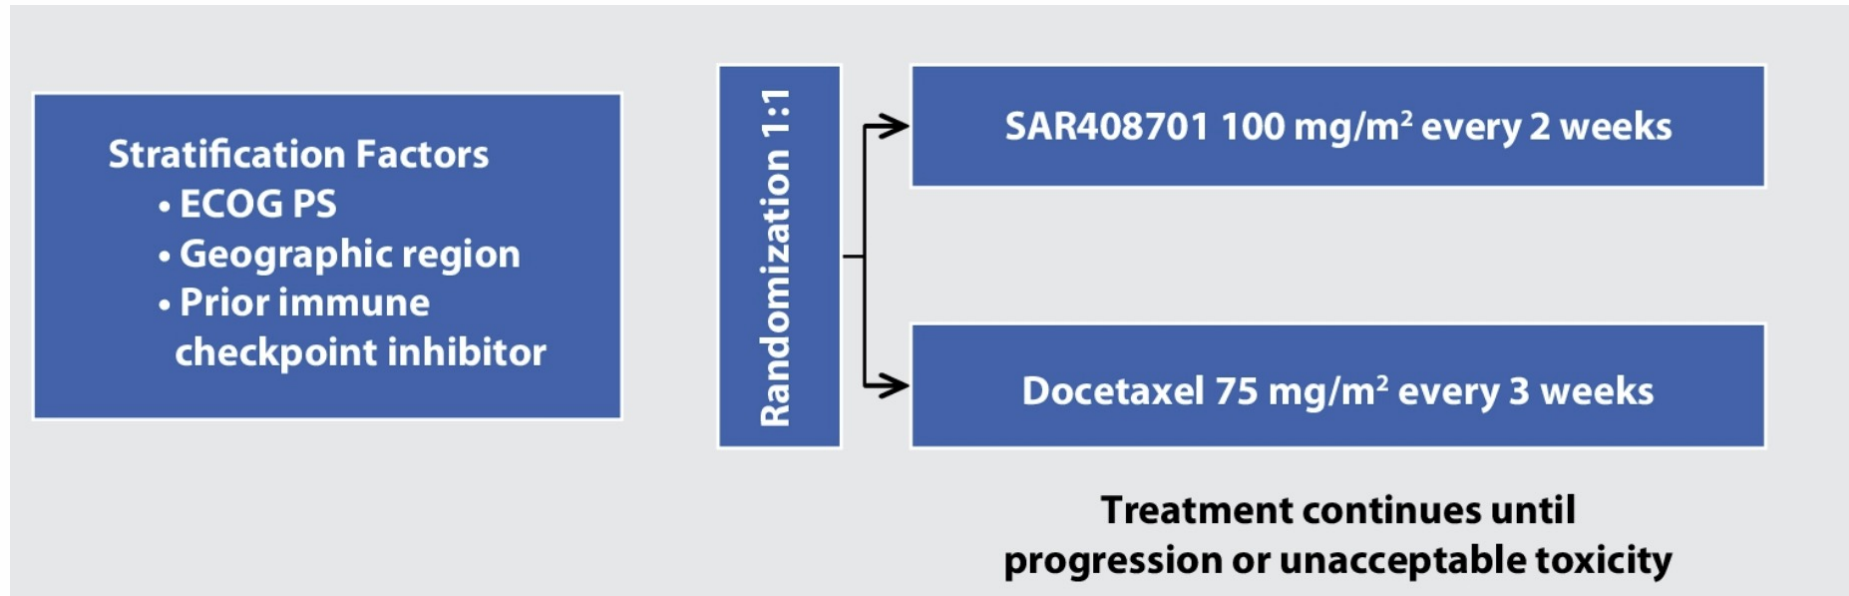 Stratification Factors
• ECOG PS
• Geographic region
• Prior immune
checkpoint inhibitor
Randomization 1:1
SAR408701 100 mg/m² every 2 weeks
Docetaxel 75 mg/m² every 3 weeks
Treatment continues until
progression or unacceptable toxicity